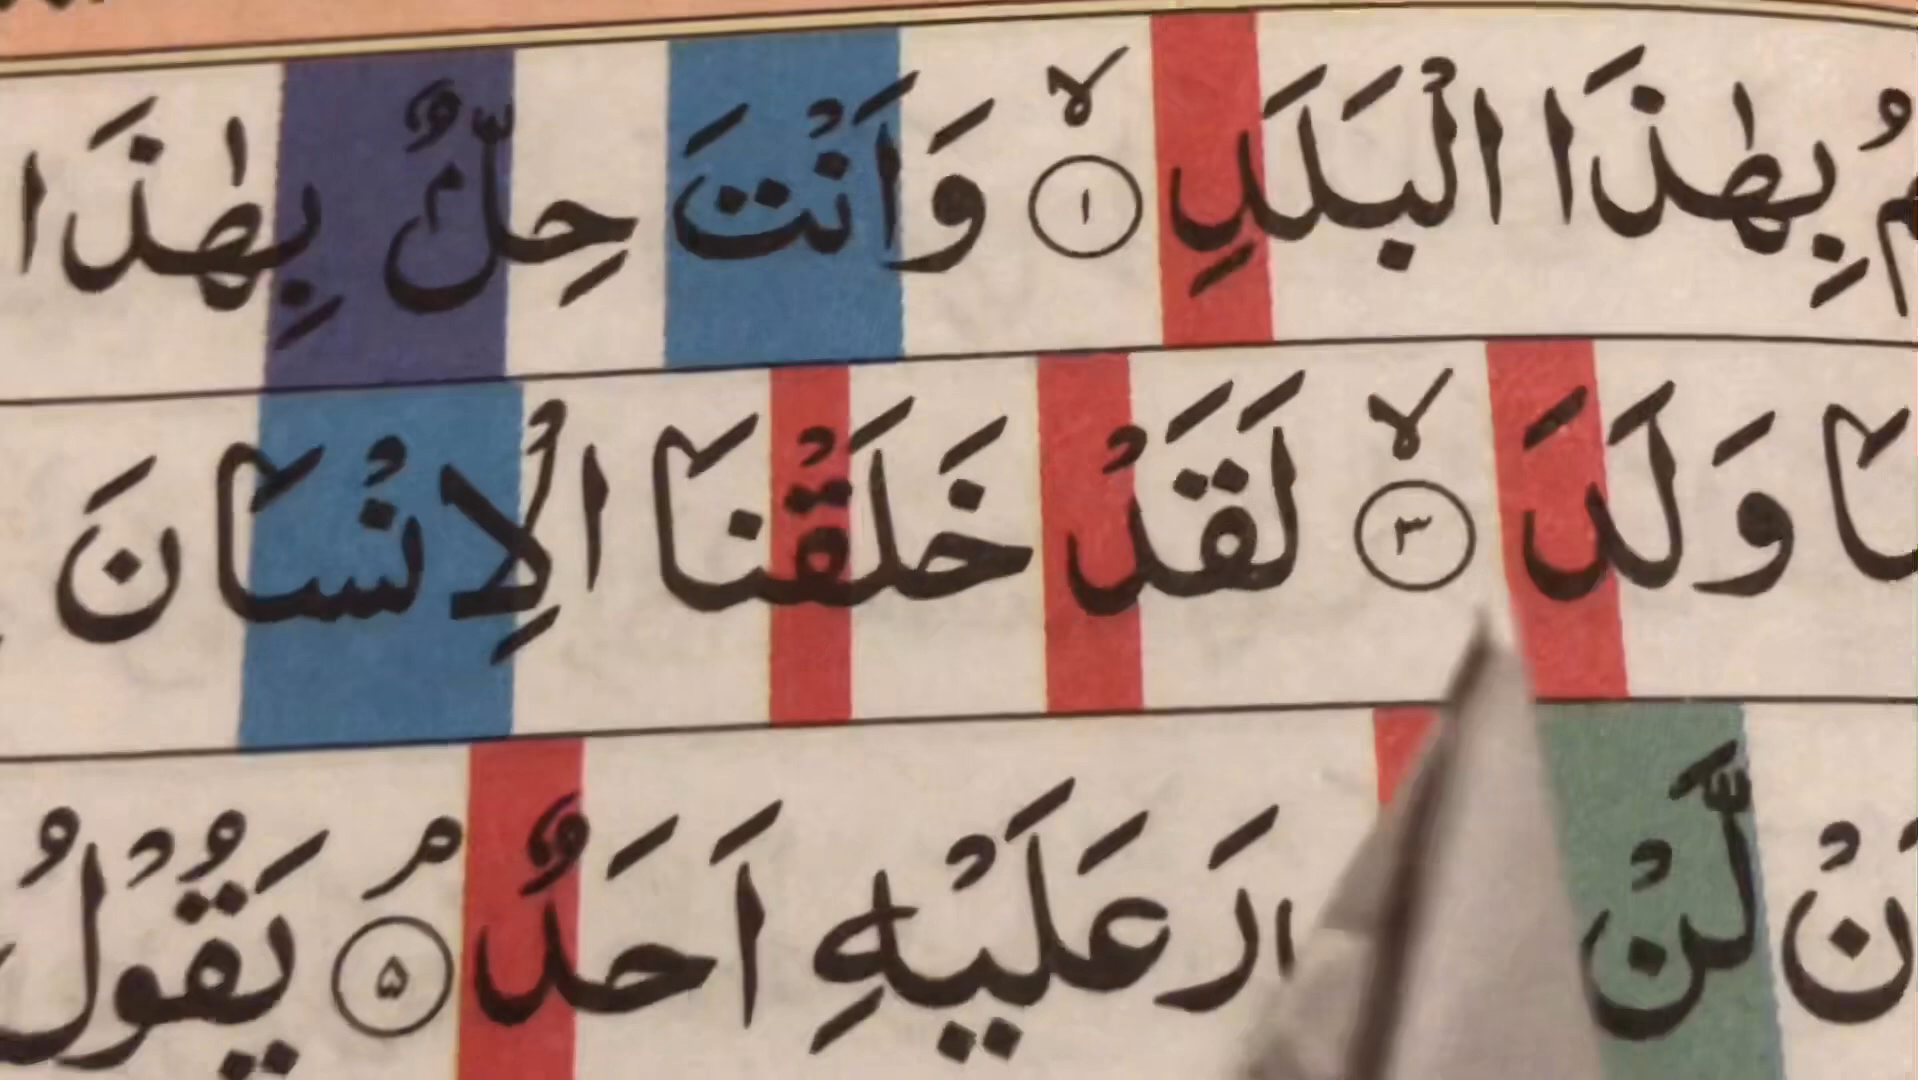 بِهٰذَا الْبَلَدِ ۙ ١ وَاَنْتَ حِلٌّۢ بِهٰذَا
وَلَدَ ۙ ٣ لَقَدْ خَلَقْنَا الْاِنْسَانَ
لَّنْ عَلَيْهِ اَحَدٌ ۘ ٥ يَقُوْلُ